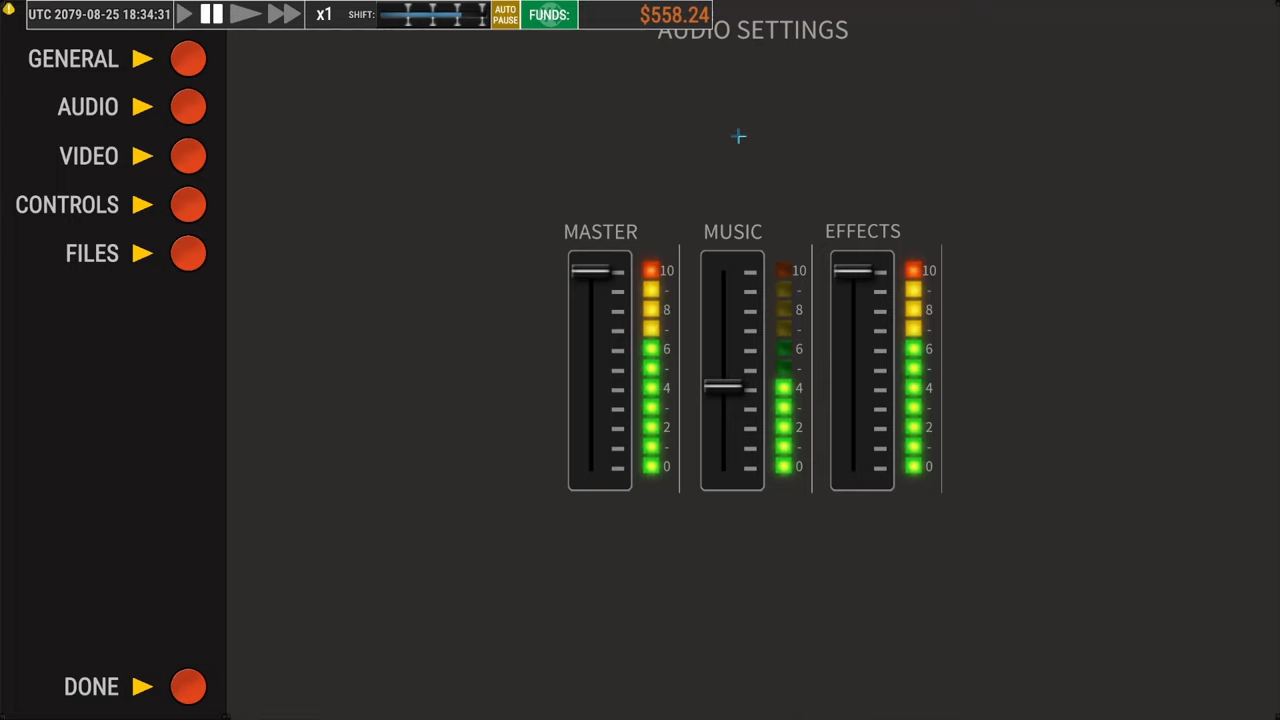 UTC 2079-08-25 18:34:31 x1 SHIFT: AUTO PAUSE FUNDS: $558.24
AUDIO SETTINGS
GENERAL
AUDIO
VIDEO
CONTROLS
FILES
MASTER MUSIC EFFECTS
10 10 10
- - -
8 8 8
- - -
6 6 6
- - -
4 4 4
- - -
2 2 2
- - -
0 0 0
DONE